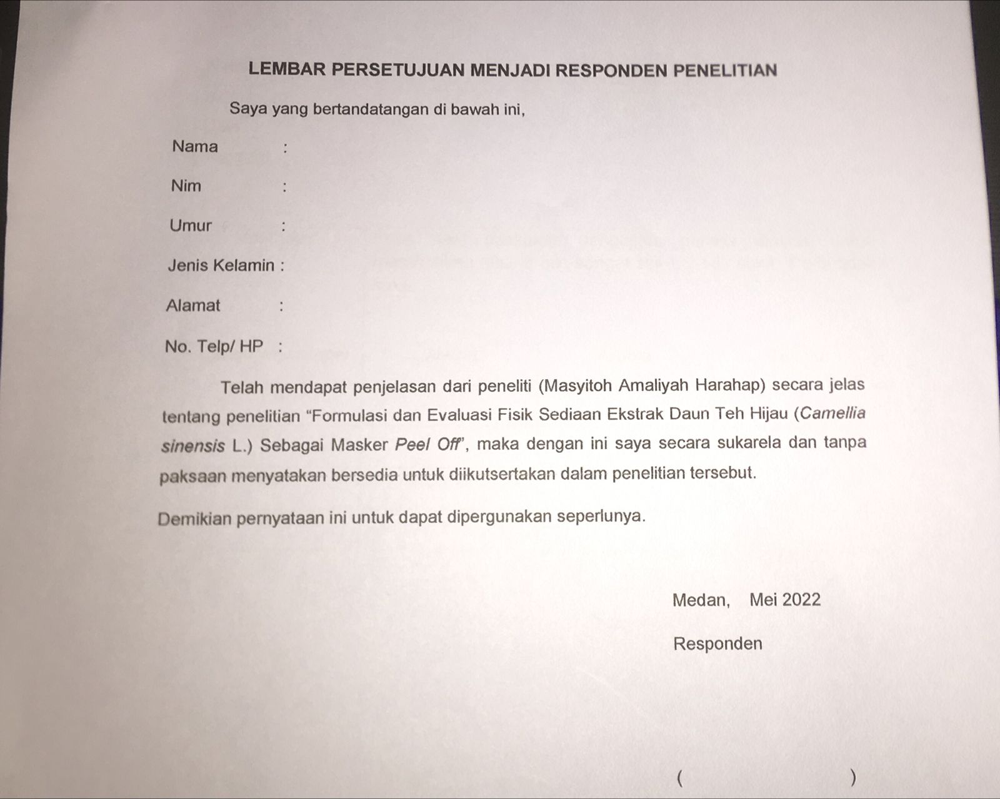 LEMBAR PERSETUJUAN MENJADI RESPONDEN PENELITIAN
Saya yang bertandatangan di bawah ini,
Nama :
Nim :
Umur :
Jenis Kelamin :
Alamat :
No. Telp/ HP :
Telah mendapat penjelasan dari peneliti (Masyitoh Amaliyah Harahap) secara jelas
tentang penelitian “Formulasi dan Evaluasi Fisik Sediaan Ekstrak Daun Teh Hijau (Camellia
sinensis L.) Sebagai Masker Peel Off”, maka dengan ini saya secara sukarela dan tanpa
paksaan menyatakan bersedia untuk diikutsertakan dalam penelitian tersebut.
Demikian pernyataan ini untuk dapat dipergunakan seperlunya.
Medan, Mei 2022
Responden
( )